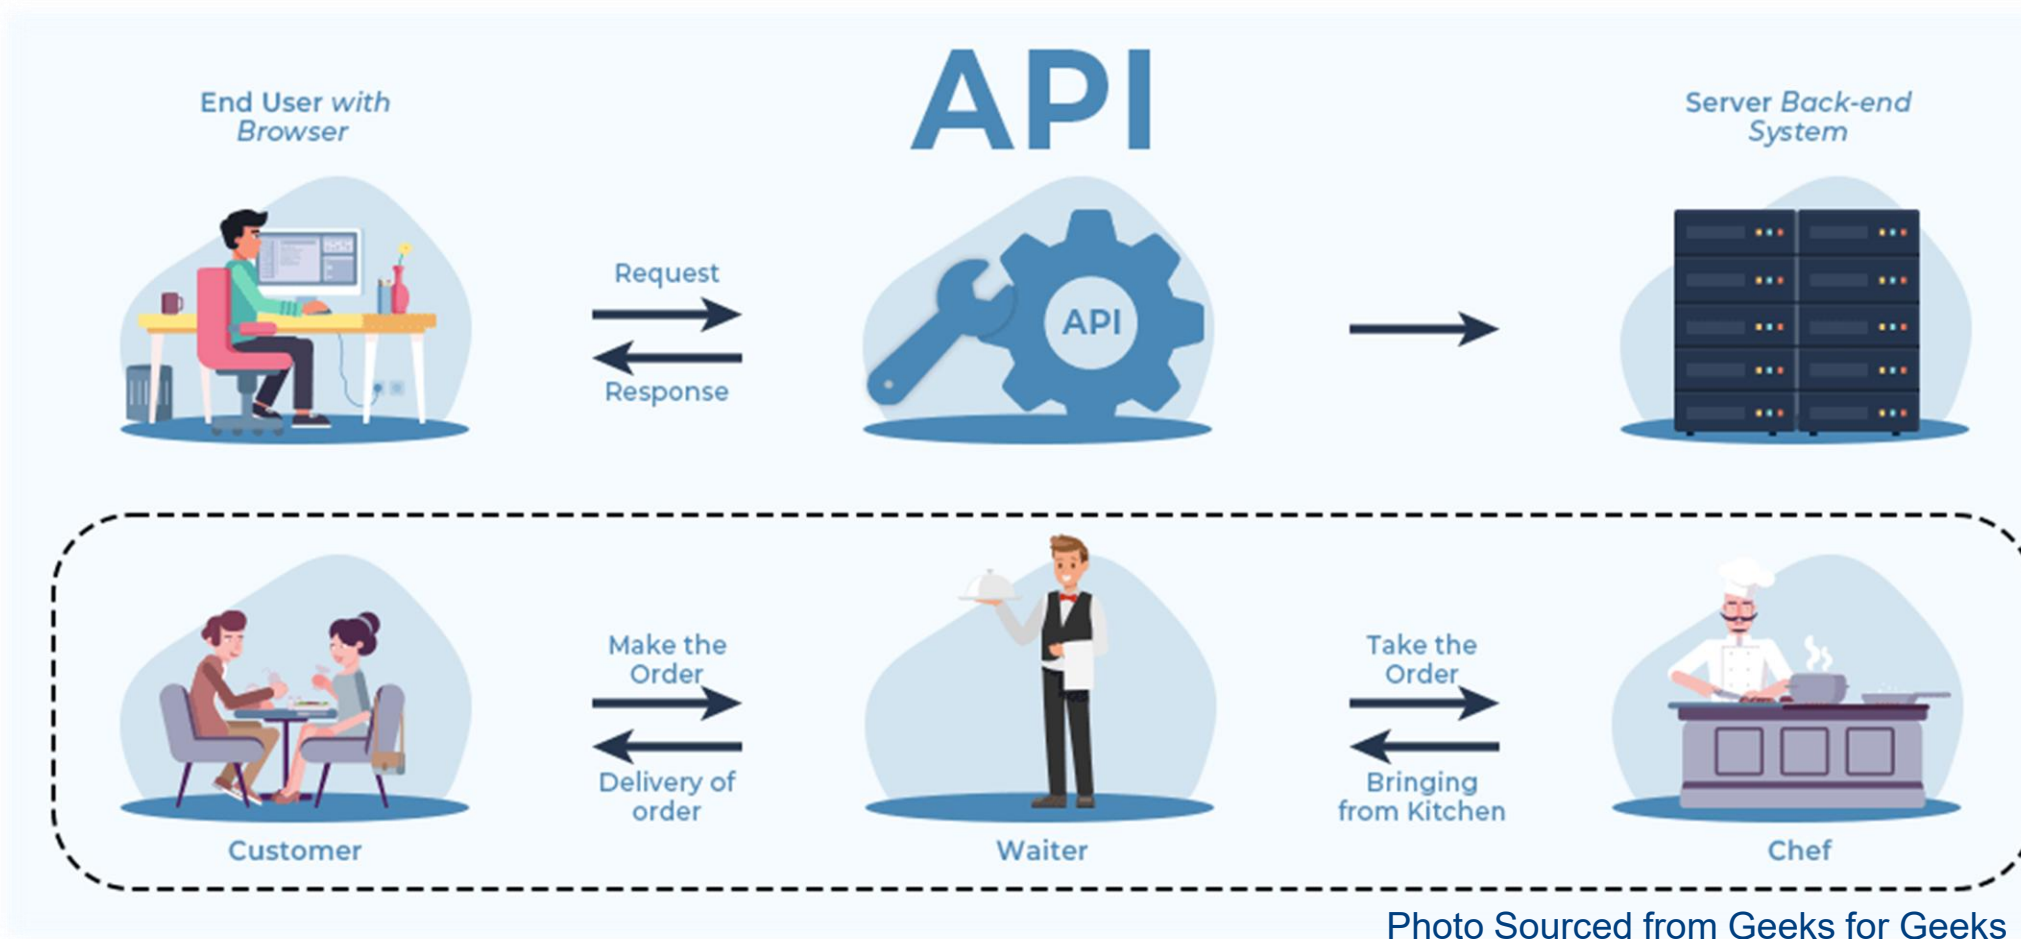 API
End User with
Browser
Server Back-end
System
Request
Response
API
Make the
Order
Delivery of
order
Take the
Order
Bringing
from Kitchen
Customer
Waiter
Chef
Photo Sourced from Geeks for Geeks